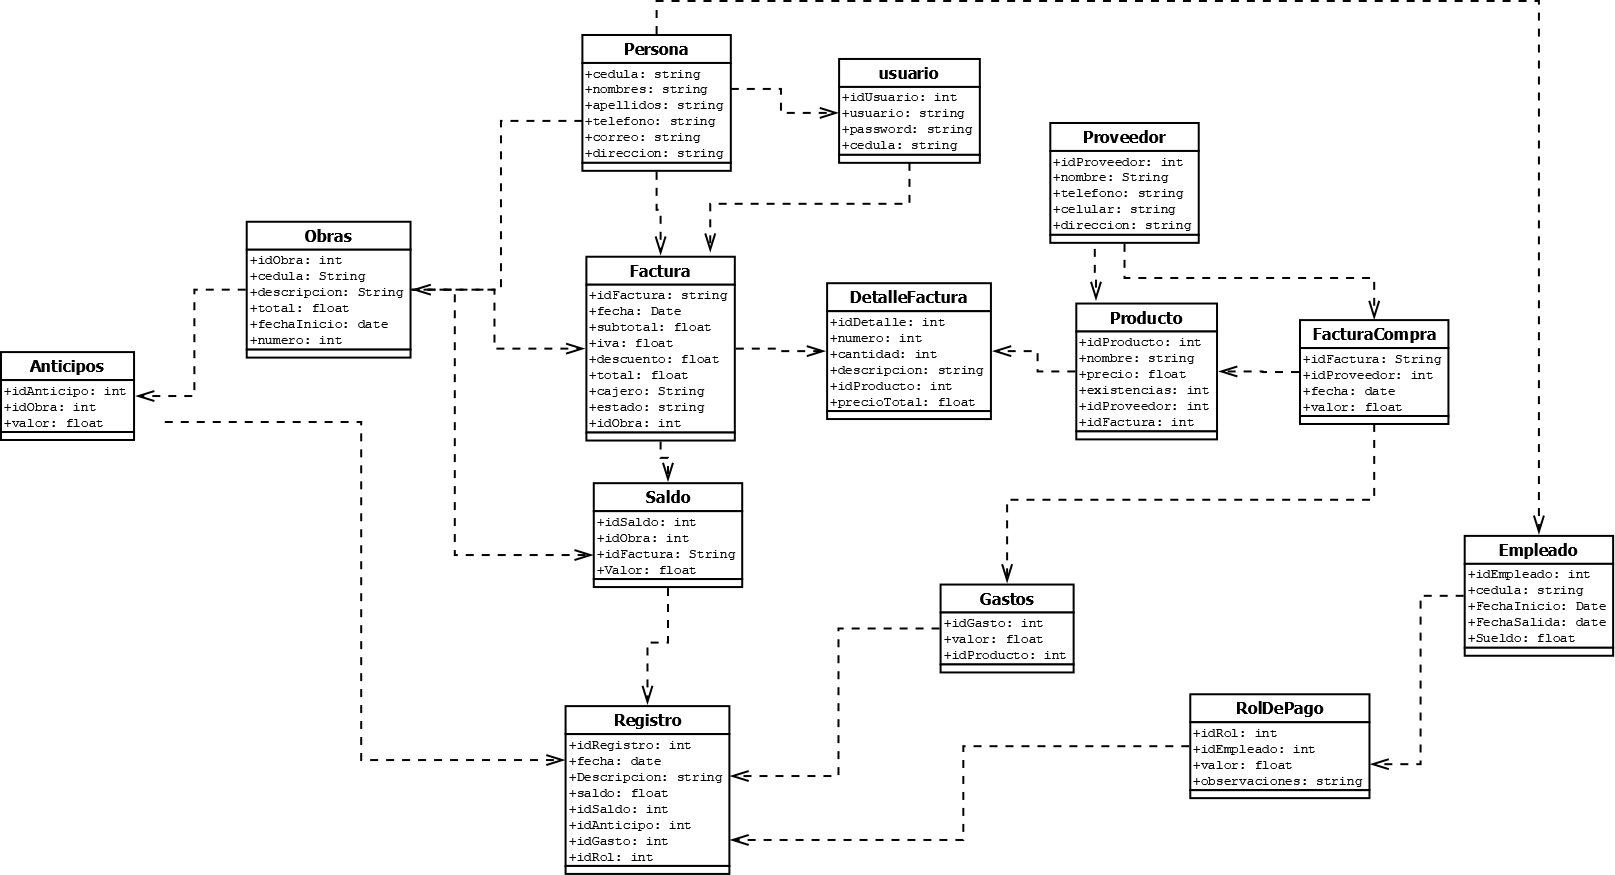 Persona
+cedula: string
+nombres: string
+apellidos: string
+telefono: string
+correo: string
+direccion: string
usuario
+idUsuario: int
+usuario: string
+password: string
+cedula: string
Proveedor
+idProveedor: int
+nombre: String
+telefono: string
+celular: string
+direccion: string
Obras
+idObra: int
+cedula: String
+descripcion: String
+total: float
+fechaInicio: date
+numero: int
Factura
+idFactura: string
+fecha: Date
+subtotal: float
+iva: float
+descuento: float
+total: float
+cajero: String
+estado: string
+idObra: int
DetalleFactura
+idDetalle: int
+numero: int
+cantidad: int
+descripcion: string
+idProducto: int
+precioTotal: float
Producto
+idProducto: int
+nombre: string
+precio: float
+existencias: int
+idProveedor: int
+idFactura: int
FacturaCompra
+idFactura: String
+idProveedor: int
+fecha: date
+valor: float
Anticipos
+idAnticipo: int
+idObra: int
+valor: float
Saldo
+idSaldo: int
+idObra: int
+idFactura: String
+Valor: float
Empleado
+idEmpleado: int
+cedula: string
+FechaInicio: Date
+FechaSalida: date
+Sueldo: float
Gastos
+idGasto: int
+valor: float
+idProducto: int
RolDePago
+idRol: int
+idEmpleado: int
+valor: float
+observaciones: string
Registro
+idRegistro: int
+fecha: date
+Descripcion: string
+saldo: float
+idSaldo: int
+idAnticipo: int
+idGasto: int
+idRol: int